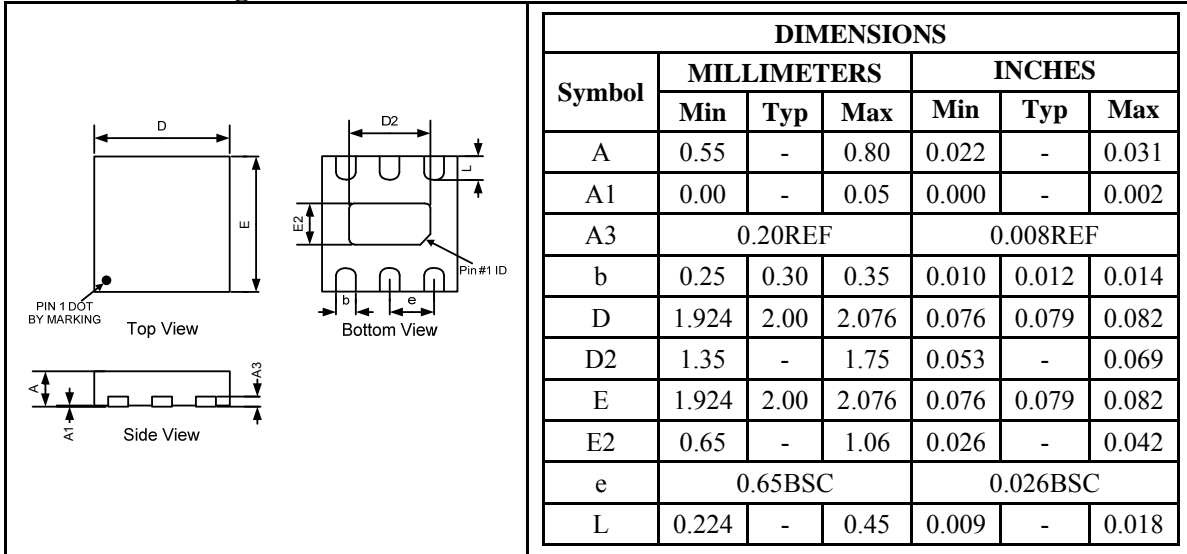 D
E
PIN 1 DOT
BY MARKING
Top View
D2
L
E2
Pin #1 ID
b
e
Bottom View
A
A1
A3
Side View
DIMENSIONS
Symbol MILLIMETERS INCHES
Min Typ Max Min Typ Max
A 0.55 - 0.80 0.022 - 0.031
A1 0.00 - 0.05 0.000 - 0.002
A3 0.20REF 0.008REF
b 0.25 0.30 0.35 0.010 0.012 0.014
D 1.924 2.00 2.076 0.076 0.079 0.082
D2 1.35 - 1.75 0.053 - 0.069
E 1.924 2.00 2.076 0.076 0.079 0.082
E2 0.65 - 1.06 0.026 - 0.042
e 0.65BSC 0.026BSC
L 0.224 - 0.45 0.009 - 0.018